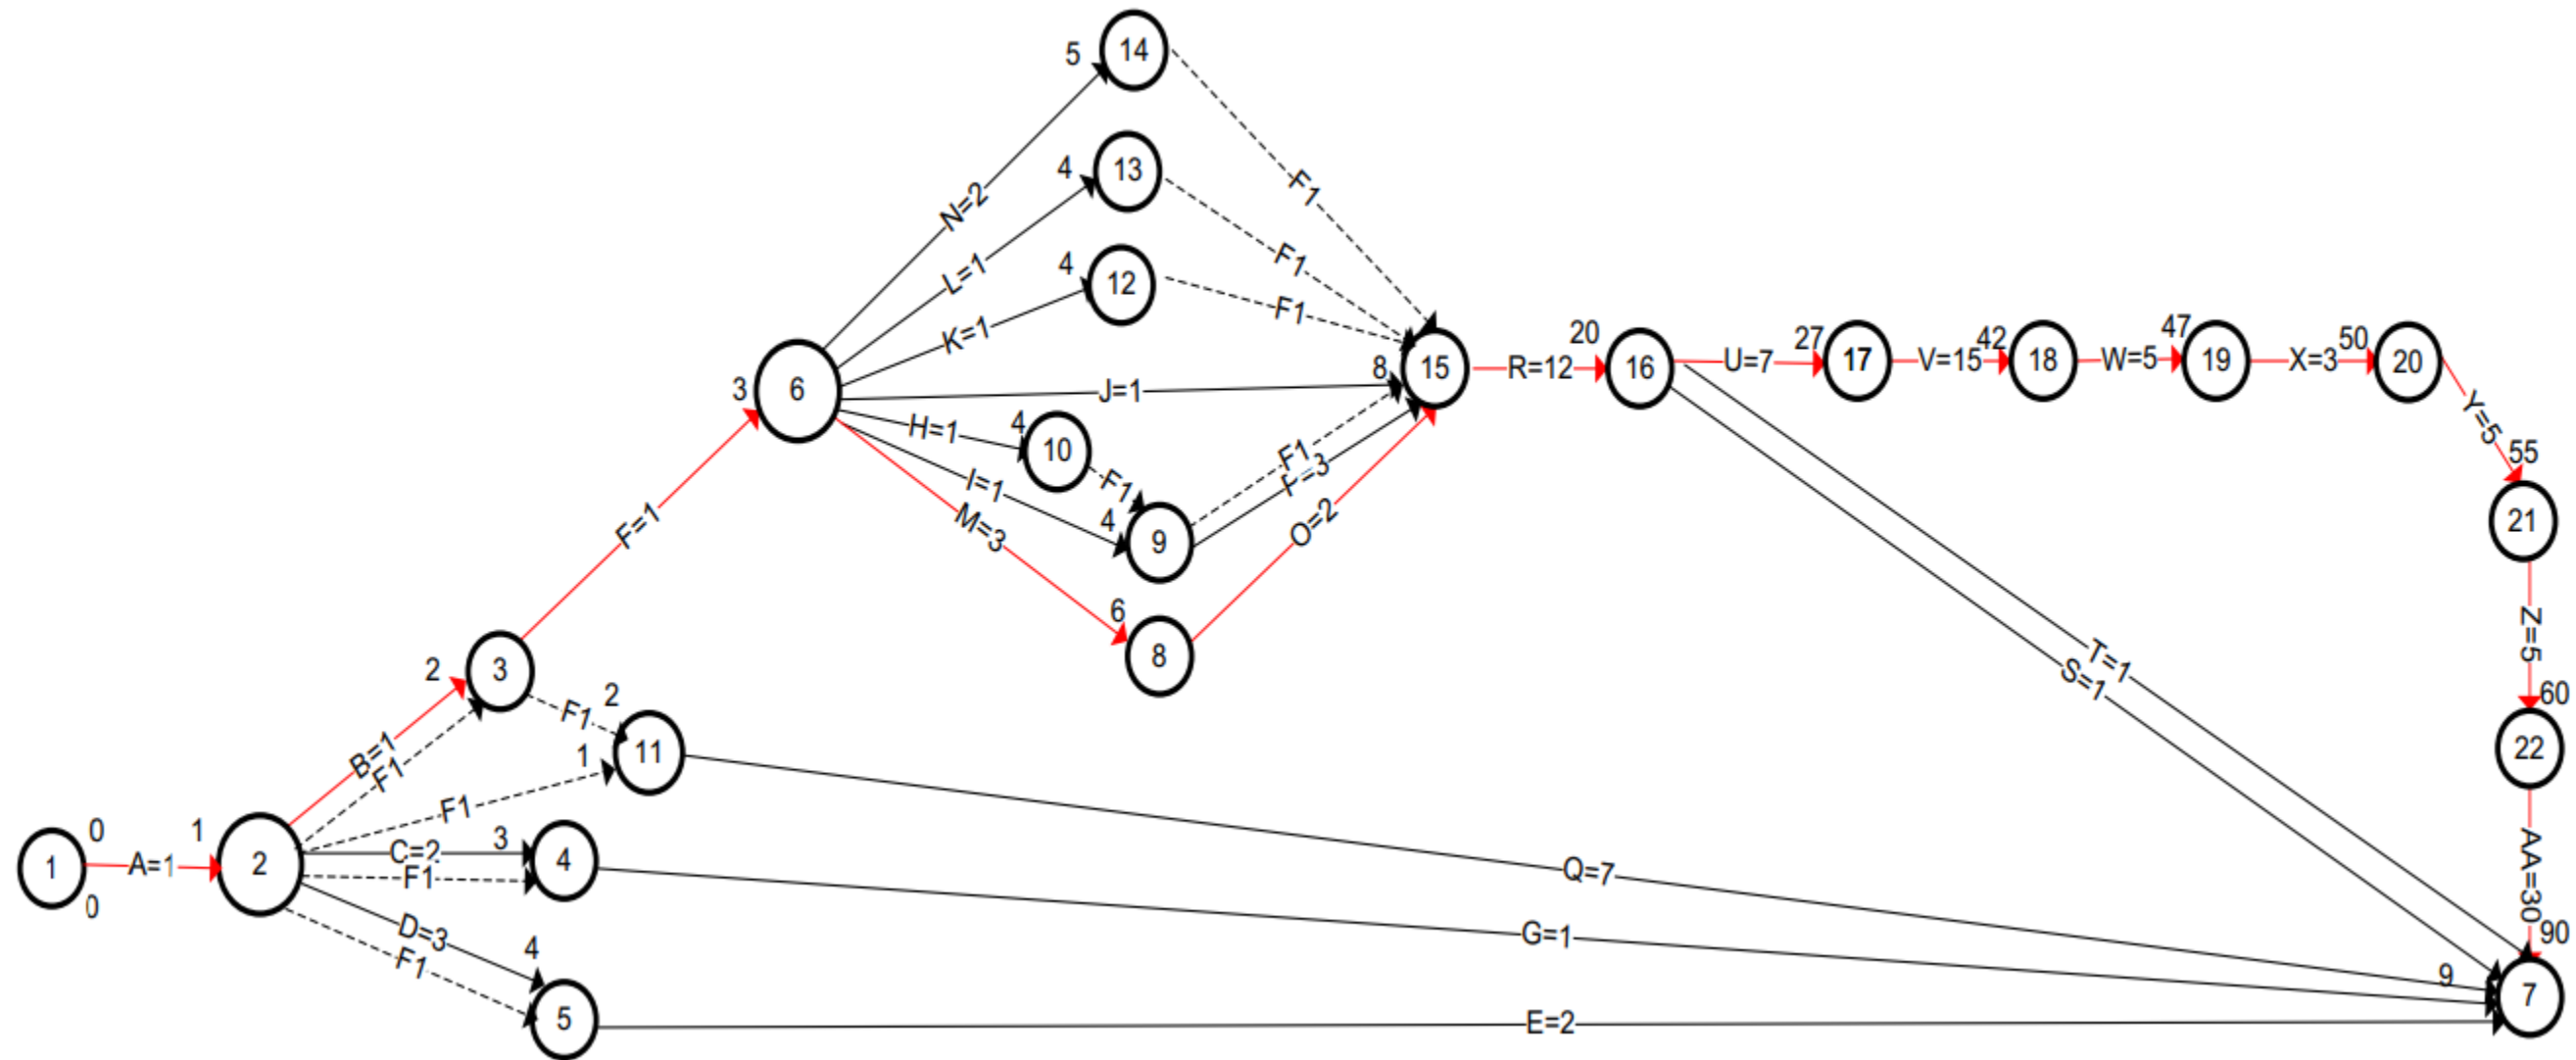 5
14
4
13
N=2
F1
L=1
F1
4
12
K=1
F1
3
6
J=1
8
15
R=12
20
16
U=7
27
17
V=15
42
18
W=5
47
19
X=3
50
20
Y=5
55
21
H=1
4
10
F1
I=1
4
9
F1
M=3
O=2
F=1
6
8
Z=5
60
22
2
3
F1
2
1
11
T=1
S=1
B=1
F1
F1
0
1
A=1
0
1
2
C=2
F1
3
4
Q=7
G=1
D=3
F1
4
5
E=2
AA=30
90
9
7